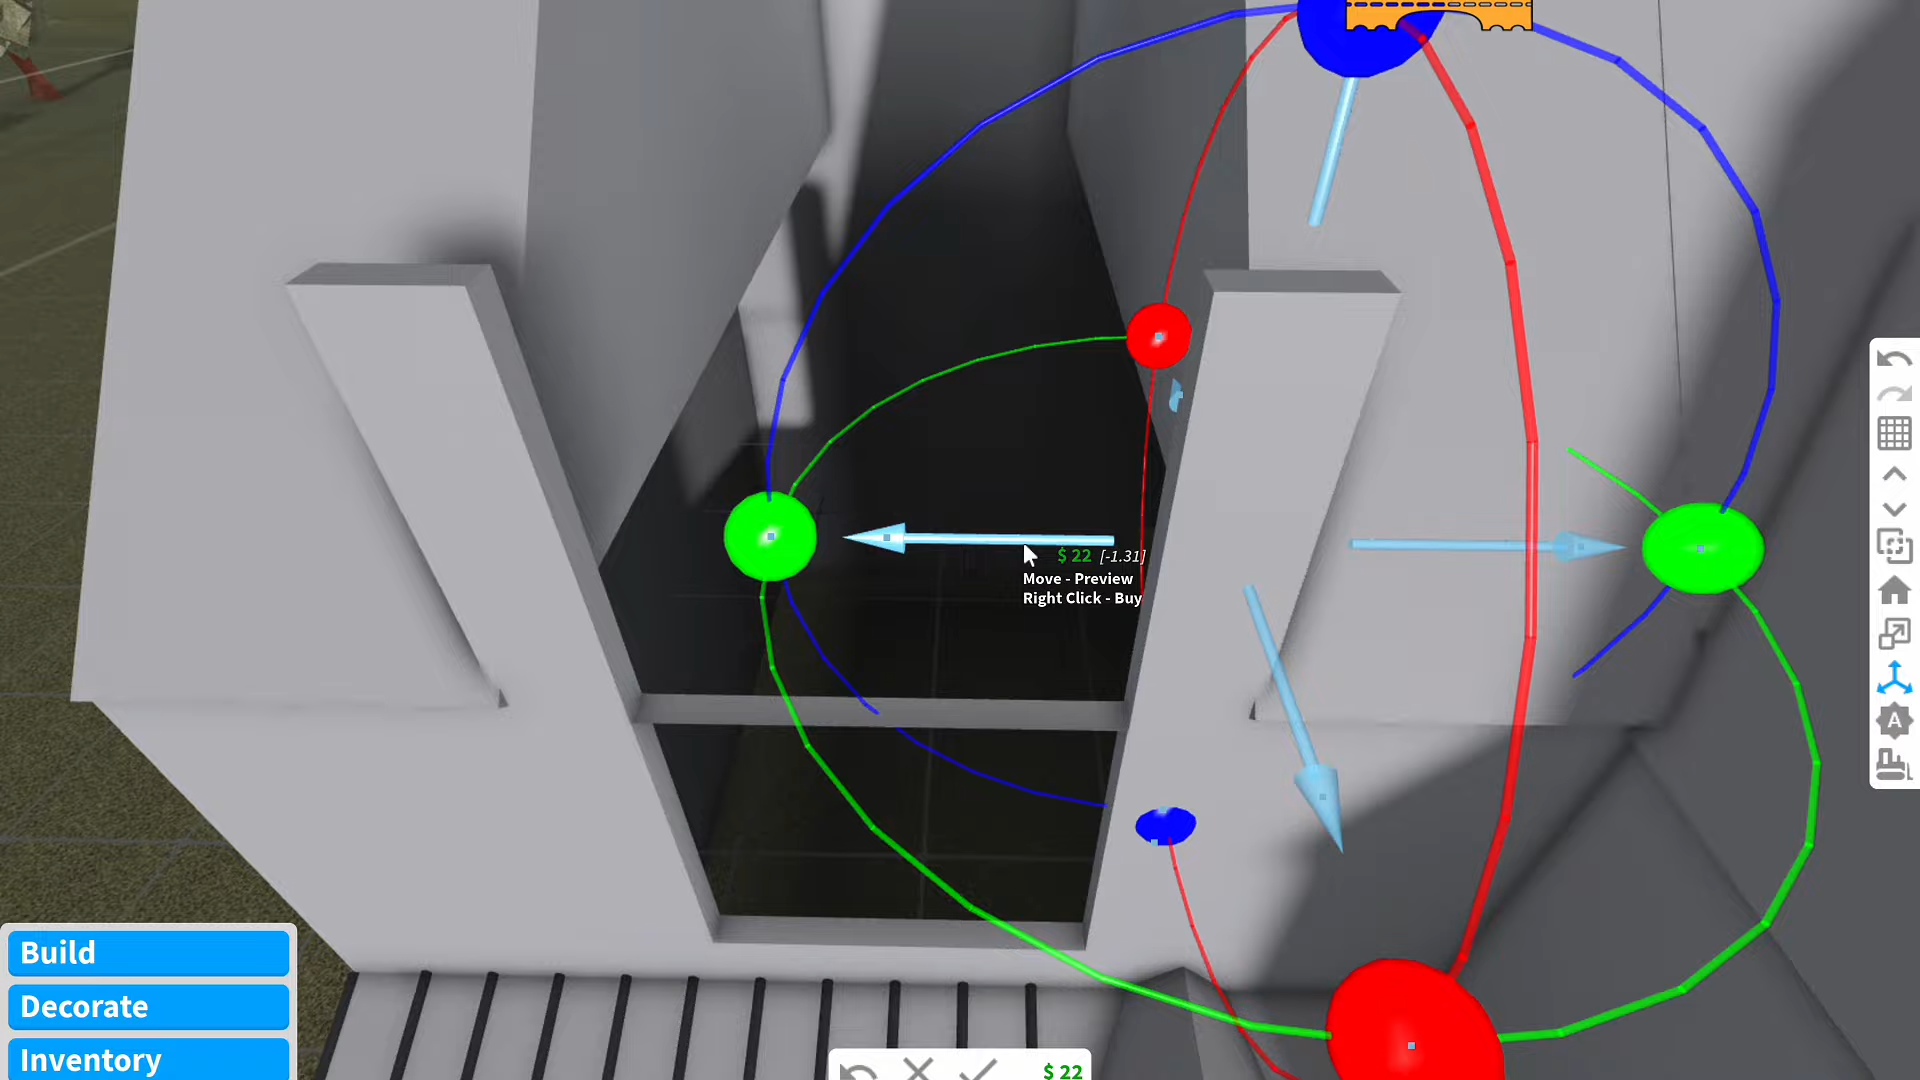 $ 22 [-1.31]
Move - Preview
Right Click - Buy
A
Build
Decorate
Inventory
$ 22